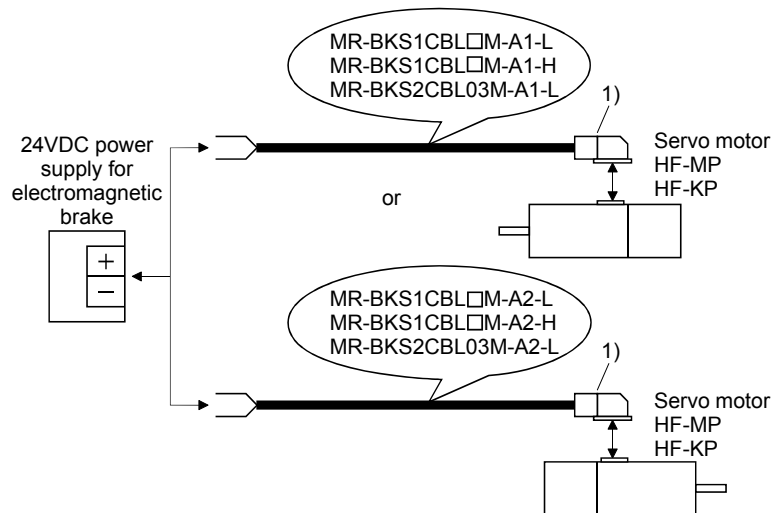 MR-BKS1CBL□M-A1-L
MR-BKS1CBL□M-A1-H
MR-BKS2CBL03M-A1-L
1)
24VDC power
supply for
electromagnetic
brake
Servo motor
HF-MP
HF-KP
or
+
−
MR-BKS1CBL□M-A2-L
MR-BKS1CBL□M-A2-H
MR-BKS2CBL03M-A2-L
1)
Servo motor
HF-MP
HF-KP